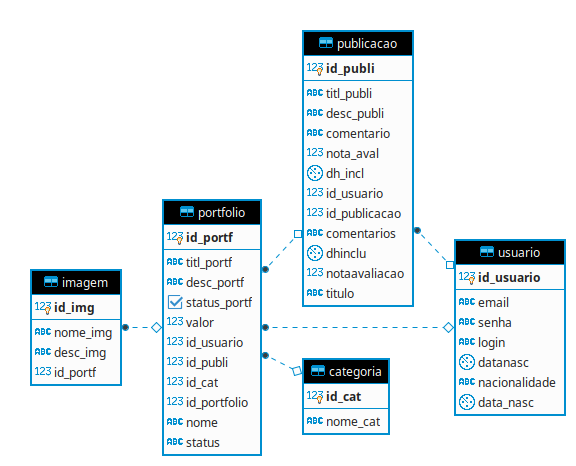 publicacao
123 id_publi
ABC titl_publi
ABC desc_publi
ABC comentario
123 nota_aval
dh_incl
123 id_usuario
123 id_publicacao
ABC comentarios
dhinclu
123 notaavaliacao
ABC titulo
portfolio
123 id_portf
ABC titl_portf
ABC desc_portf
status_portf
123 valor
123 id_usuario
123 id_publi
123 id_cat
123 id_portfolio
ABC nome
ABC status
usuario
123 id_usuario
ABC email
ABC senha
ABC login
datanasc
ABC nacionalidade
data_nasc
imagem
123 id_img
ABC nome_img
ABC desc_img
123 id_portf
categoria
123 id_cat
ABC nome_cat